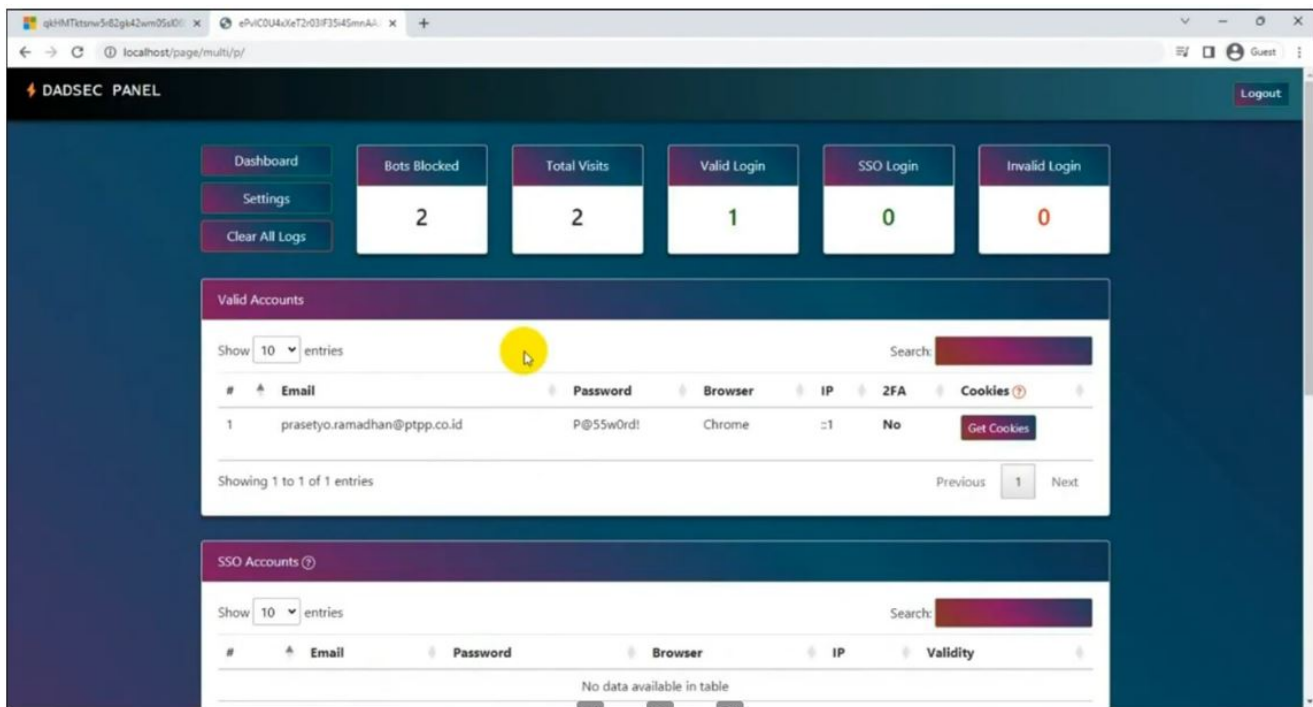 localhost/page/multi/p/
Guest
DADSEC PANEL
Logout
Dashboard
Settings
Clear All Logs
Bots Blocked
2
Total Visits
2
Valid Login
1
SSO Login
0
Invalid Login
0
Valid Accounts
Show 10 entries Search:
# Email Password Browser IP 2FA Cookies ?
1 prasetyo.ramadhan@ptpp.co.id P@55w0rd! Chrome ::1 No Get Cookies
Showing 1 to 1 of 1 entries Previous 1 Next
SSO Accounts ?
Show 10 entries Search:
# Email Password Browser IP Validity
No data available in table